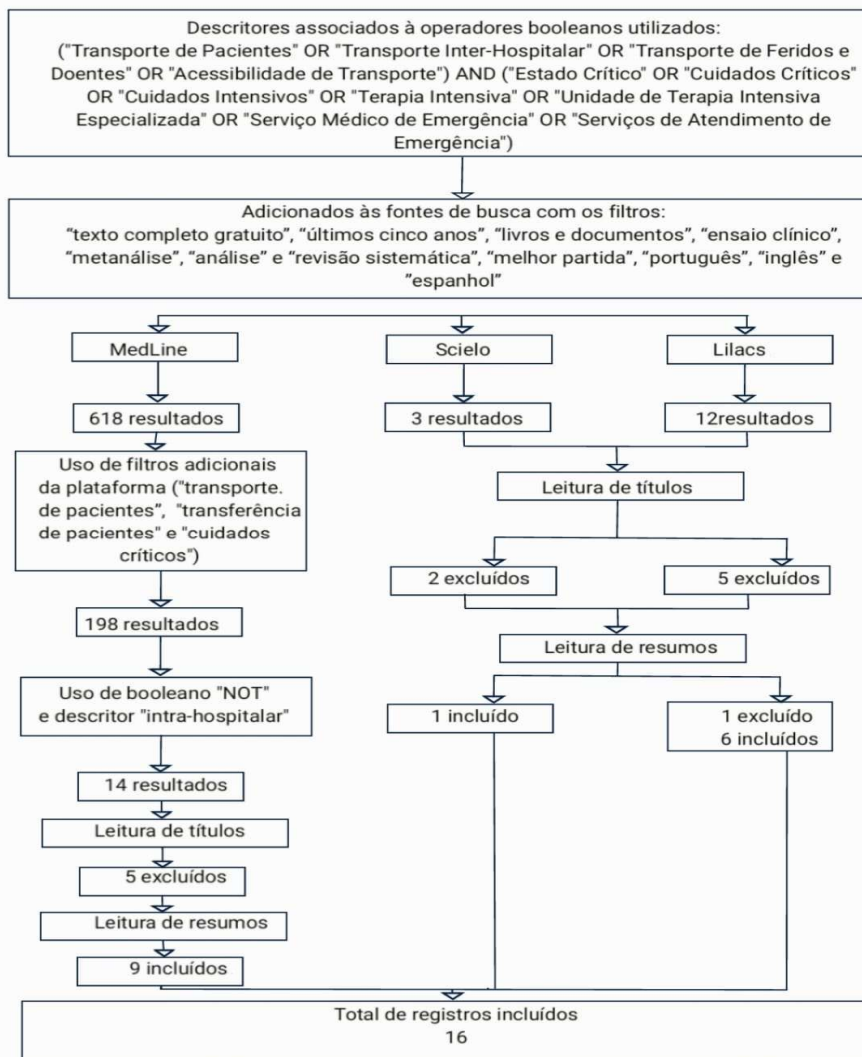 Descritores associados à operadores booleanos utilizados:
("Transporte de Pacientes" OR "Transporte Inter-Hospitalar" OR "Transporte de Feridos e
Doentes" OR "Acessibilidade de Transporte") AND ("Estado Crítico" OR "Cuidados Críticos"
OR "Cuidados Intensivos" OR "Terapia Intensiva" OR "Unidade de Terapia Intensiva
Especializada" OR "Serviço Médico de Emergência" OR "Serviços de Atendimento de
Emergência")
Adicionados às fontes de busca com os filtros:
“texto completo gratuito”, “últimos cinco anos”, “livros e documentos”, “ensaio clínico”,
“metanálise”, “análise” e “revisão sistemática”, “melhor partida”, “português”, “inglês” e
”espanhol”
MedLine
Scielo
Lilacs
618 resultados
3 resultados
12resultados
Uso de filtros adicionais
da plataforma ("transporte.
de pacientes”, "transferência
de pacientes" e "cuidados
críticos")
Leitura de títulos
2 excluídos
5 excluídos
198 resultados
Leitura de resumos
Uso de booleano "NOT"
e descritor "intra-hospitalar"
1 incluído
1 excluído
6 incluídos
14 resultados
Leitura de títulos
5 excluídos
Leitura de resumos
9 incluídos
Total de registros incluídos
16